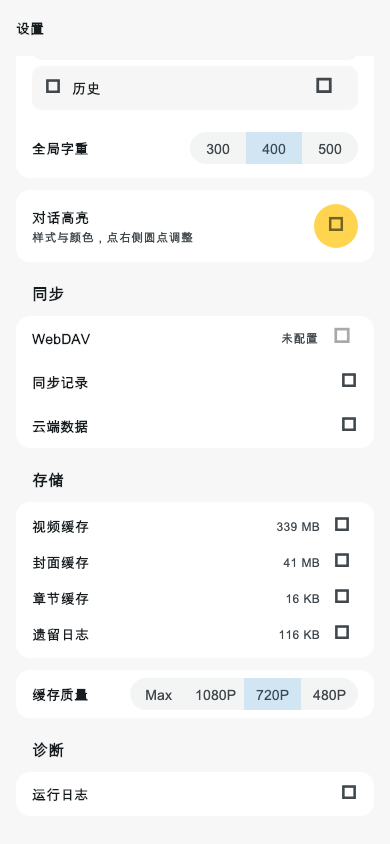 设置
历史
全局字重 300 400 500
对话高亮
样式与颜色，点右侧圆点调整
同步
WebDAV 未配置
同步记录
云端数据
存储
视频缓存 339 MB
封面缓存 41 MB
章节缓存 16 KB
遗留日志 116 KB
缓存质量 Max 1080P 720P 480P
诊断
运行日志